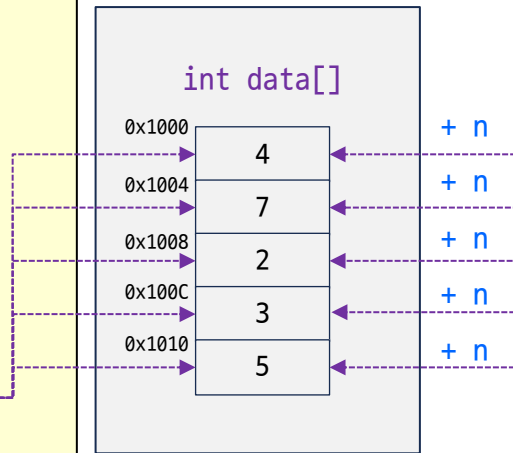 int data[]
0x1000
4
+ n
0x1004
7
+ n
0x1008
2
+ n
0x100C
3
+ n
0x1010
5
+ n